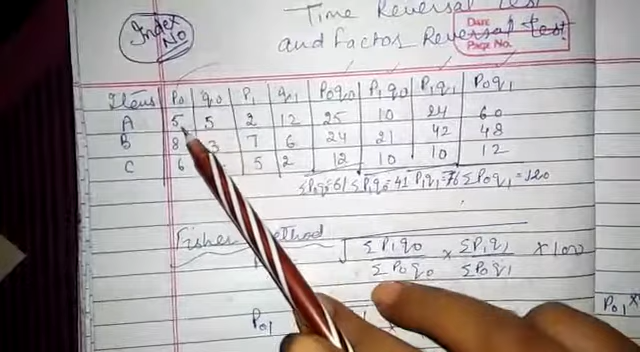 Time Reversal Test
Index No
and Factor Reversal test
Date
Page No.
Items P0 q0 P1 q1 P0q0 P1q0 P1q1 P0q1
A 5 5 2 12 25 10 24 60
B 8 3 7 6 24 21 42 48
C 6 5 2 12 10 10 12
ΣP0q0=61 ΣP1q0=41 P1q1=76 ΣP0q1=120
Fisher method √ ΣP1q0 / ΣP0q0 × ΣP1q1 / ΣP0q1 ×100
P01
P01 ×